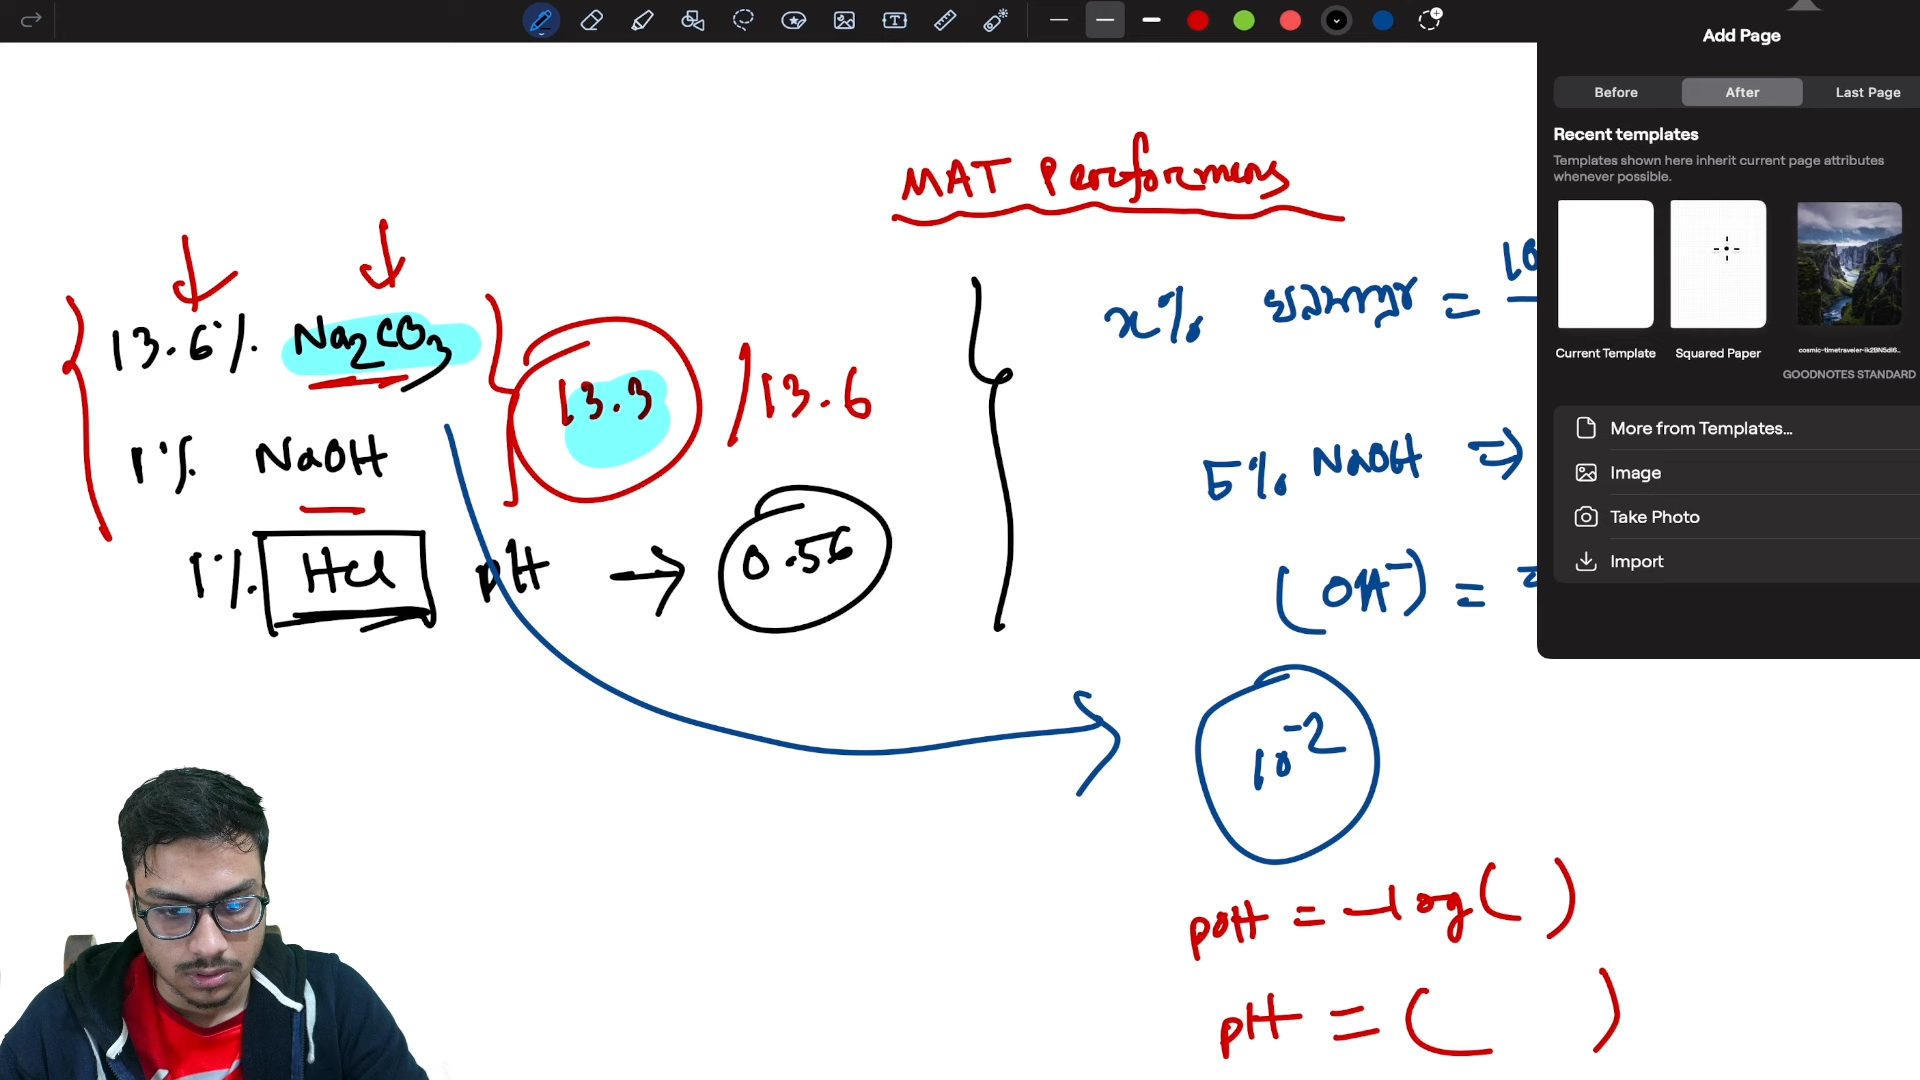 Add Page
Before After Last Page
Recent templates
Templates shown here inherit current page attributes
whenever possible.
Current Template
Squared Paper
GOODNOTES STANDARD
More from Templates...
Image
Take Photo
Import
MAT Performens
13.6% Na₂CO₃
13.3 / 13.6
1% NaOH
1% HCl pH → 0.56
x% =
5% NaOH ⇒
(OH⁻) =
10⁻²
pOH = -log( )
pH = ( )